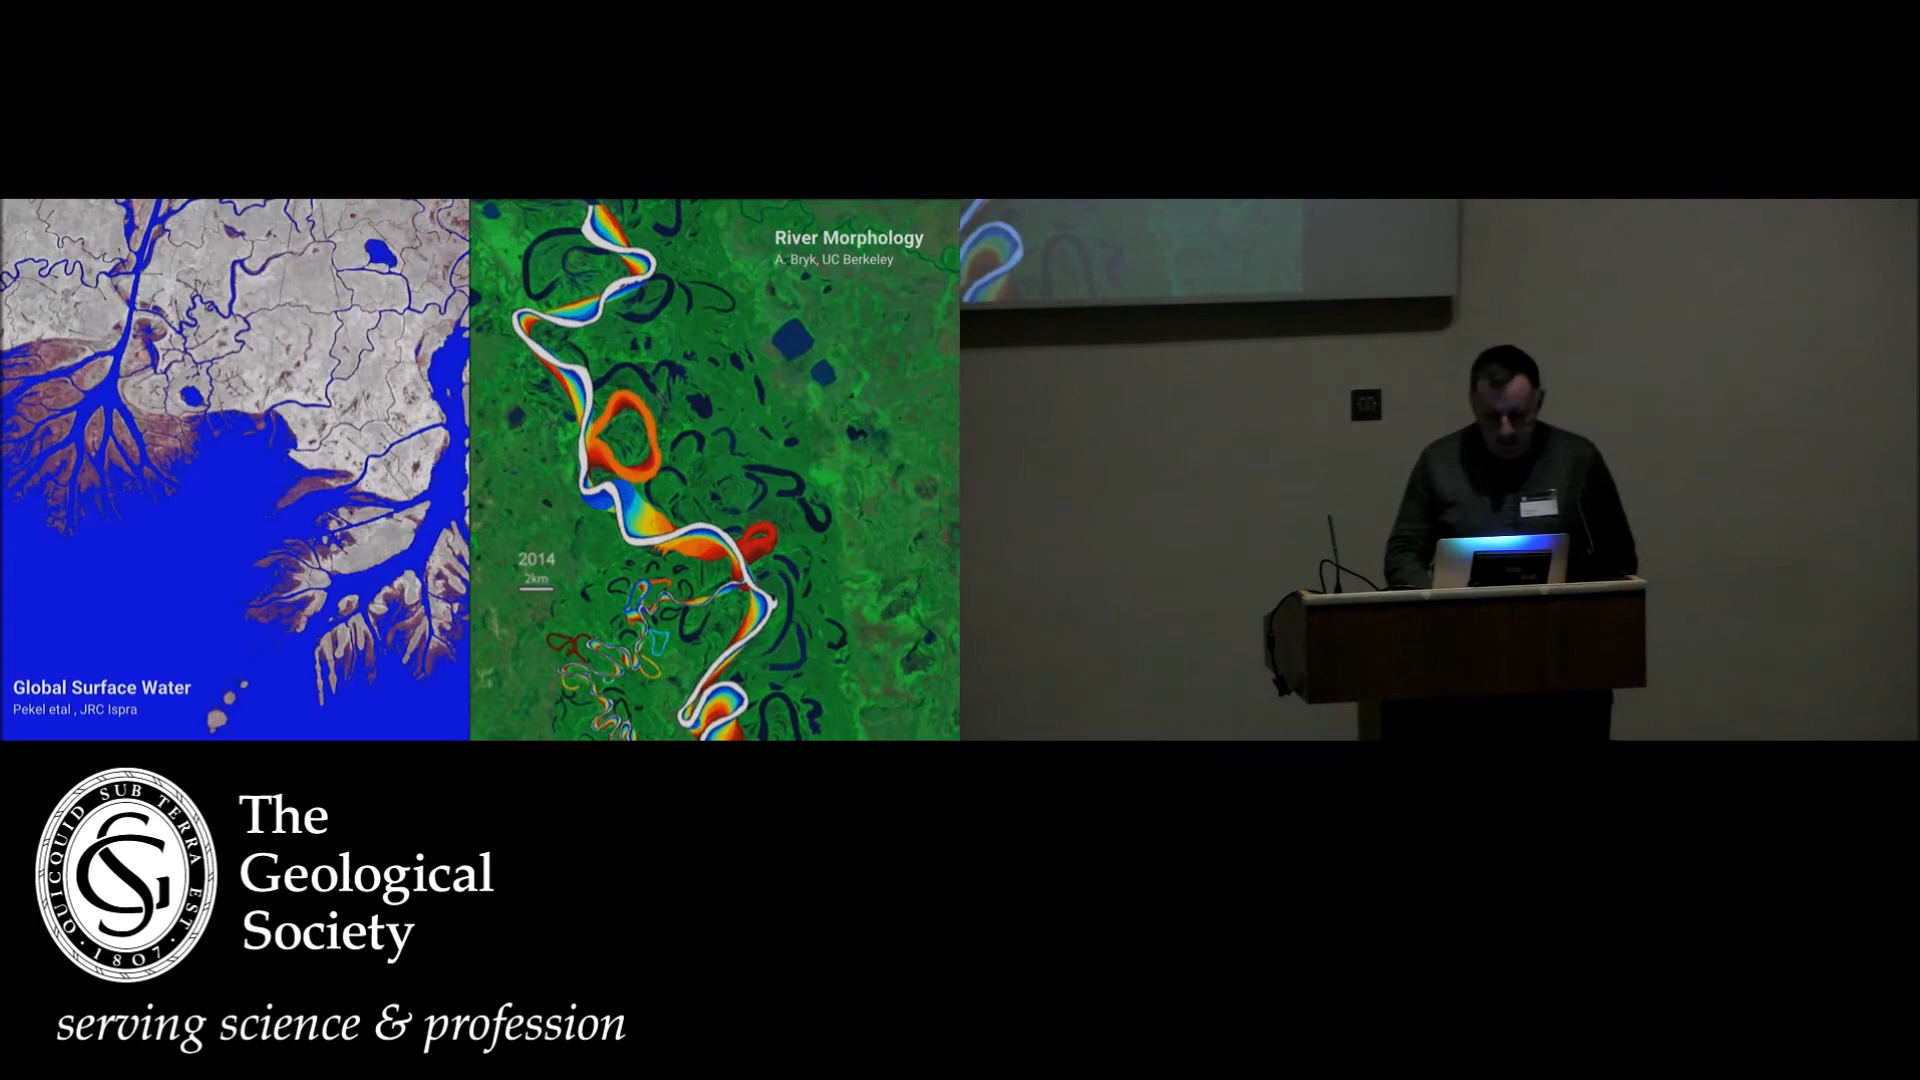 River Morphology
A. Bryk, UC Berkeley
2014
2km
Global Surface Water
Pekel etal , JRC Ispra
QUICQUID SUB TERRA EST
1807
The
Geological
Society
serving science & profession